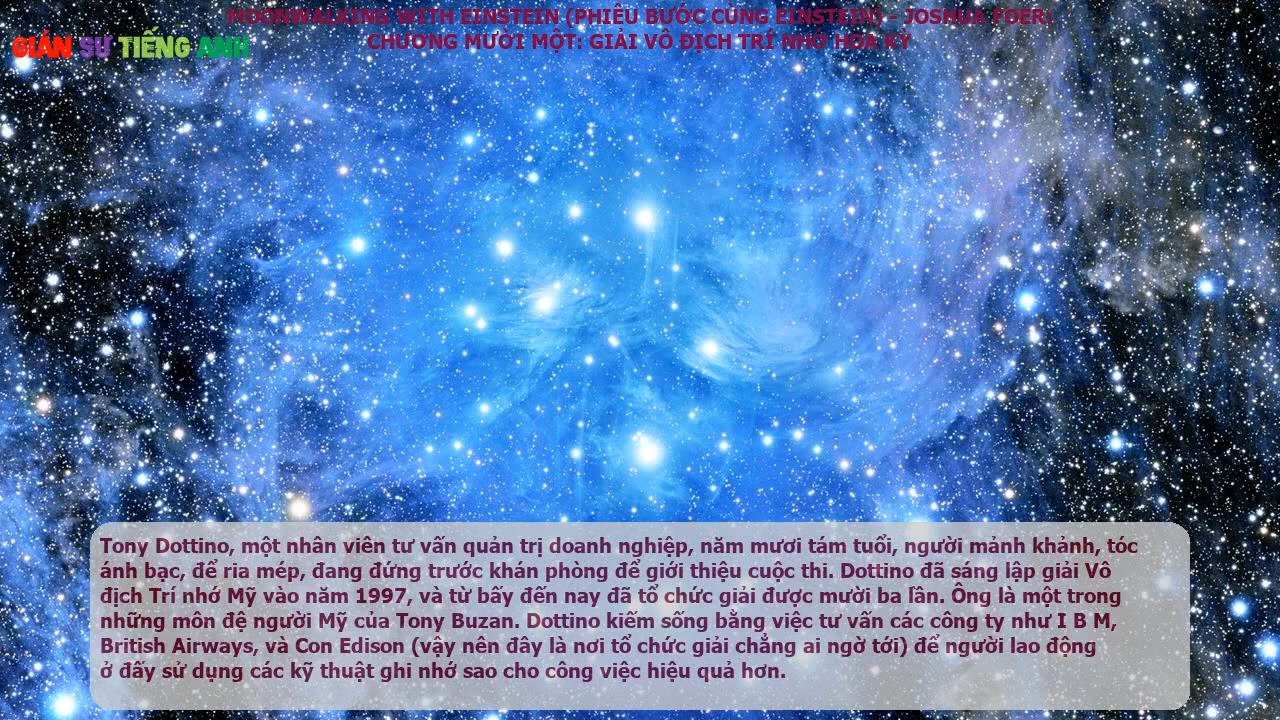 MOONWALKING WITH EINSTEIN (PHIÊU BƯỚC CÙNG EINSTEIN) - JOSHUA FOER:
CHƯƠNG MƯỜI MỘT: GIẢI VÔ ĐỊCH TRÍ NHỚ HOA KỲ
GIÁN SƯ TIẾNG ANH
Tony Dottino, một nhân viên tư vấn quản trị doanh nghiệp, năm mươi tám tuổi, người mảnh khảnh, tóc
ánh bạc, để ria mép, đang đứng trước khán phòng để giới thiệu cuộc thi. Dottino đã sáng lập giải Vô
địch Trí nhớ Mỹ vào năm 1997, và từ bấy đến nay đã tổ chức giải được mười ba lần. Ông là một trong
những môn đệ người Mỹ của Tony Buzan. Dottino kiếm sống bằng việc tư vấn các công ty như I B M,
British Airways, và Con Edison (vậy nên đây là nơi tổ chức giải chẳng ai ngờ tới) để người lao động
ở đấy sử dụng các kỹ thuật ghi nhớ sao cho công việc hiệu quả hơn.